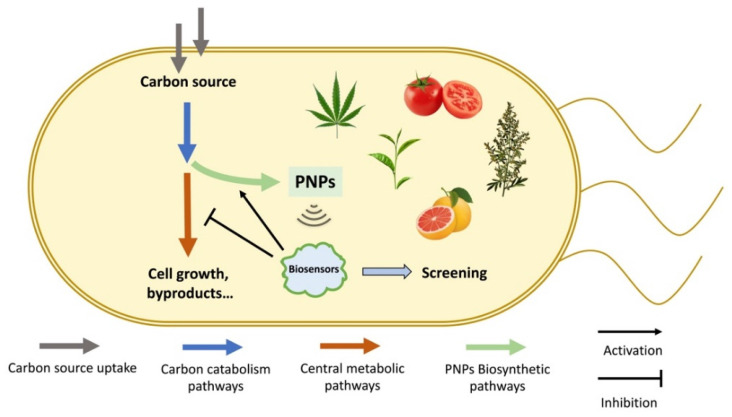 Carbon source
PNPs
Biosensors
Screening
Cell growth,
byproducts...
Carbon source uptake
Carbon catabolism
pathways
Central metabolic
pathways
PNPs Biosynthetic
pathways
Activation
Inhibition